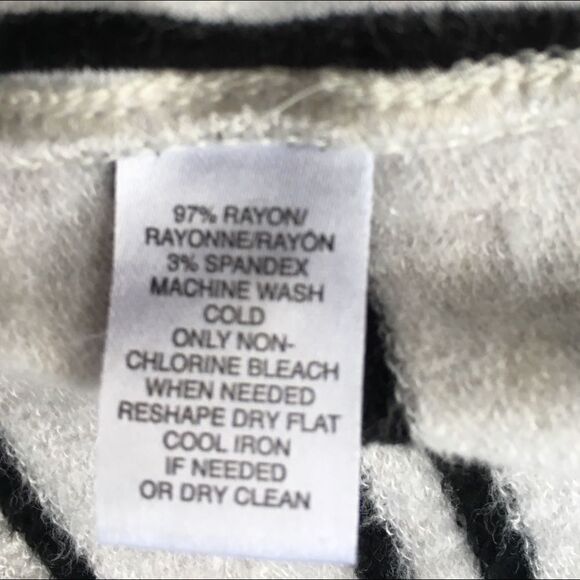 97% RAYON/
RAYONNE/RAYÓN
3% SPANDEX
MACHINE WASH
COLD
ONLY NON-
CHLORINE BLEACH
WHEN NEEDED
RESHAPE DRY FLAT
COOL IRON
IF NEEDED
OR DRY CLEAN